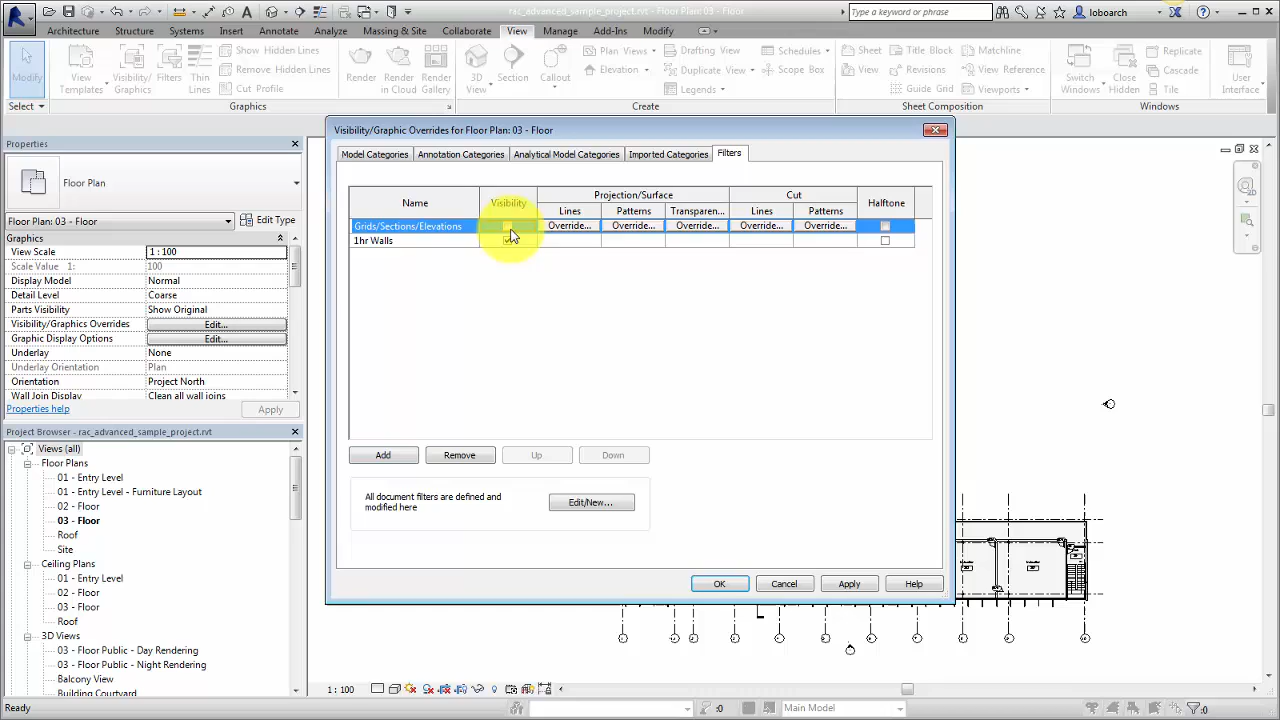 rac_advanced_sample_project.rvt - Floor Plan: 03 - Floor
Type a keyword or phrase
loboarch
Architecture Structure Systems Insert Annotate Analyze Massing & Site Collaborate View Manage Add-Ins Modify
Modify
View Templates
Visibility/ Graphics
Filters
Thin Lines
Show Hidden Lines
Remove Hidden Lines
Cut Profile
Render
Render in Cloud
Render Gallery
3D View
Section
Callout
Plan Views
Elevation
Drafting View
Duplicate View
Legends
Schedules
Scope Box
Sheet
View
Title Block
Revisions
Guide Grid
Matchline
View Reference
Viewports
Switch Windows
Close Hidden
Replicate
Cascade
Tile
User Interface
Select Graphics Create Sheet Composition Windows
Properties
Floor Plan
Floor Plan: 03 - Floor Edit Type
Graphics
View Scale 1 : 100
Scale Value 1: 100
Display Model Normal
Detail Level Coarse
Parts Visibility Show Original
Visibility/Graphics Overrides Edit...
Graphic Display Options Edit...
Underlay None
Underlay Orientation Plan
Orientation Project North
Wall Join Display Clean all wall joins
Properties help Apply
Project Browser - rac_advanced_sample_project.rvt
Views (all)
Floor Plans
01 - Entry Level
01 - Entry Level - Furniture Layout
02 - Floor
03 - Floor
Roof
Site
Ceiling Plans
01 - Entry Level
02 - Floor
03 - Floor
Roof
3D Views
03 - Floor Public - Day Rendering
03 - Floor Public - Night Rendering
Balcony View
Building Courtyard
Visibility/Graphic Overrides for Floor Plan: 03 - Floor
Model Categories Annotation Categories Analytical Model Categories Imported Categories Filters
Name Visibility Projection/Surface Cut Halftone
Lines Patterns Transparen... Lines Patterns
Grids/Sections/Elevations Override... Override... Override... Override... Override...
1hr Walls
Add Remove Up Down
All document filters are defined and
modified here
Edit/New...
OK Cancel Apply Help
1 : 100
Ready :0 Main Model :0